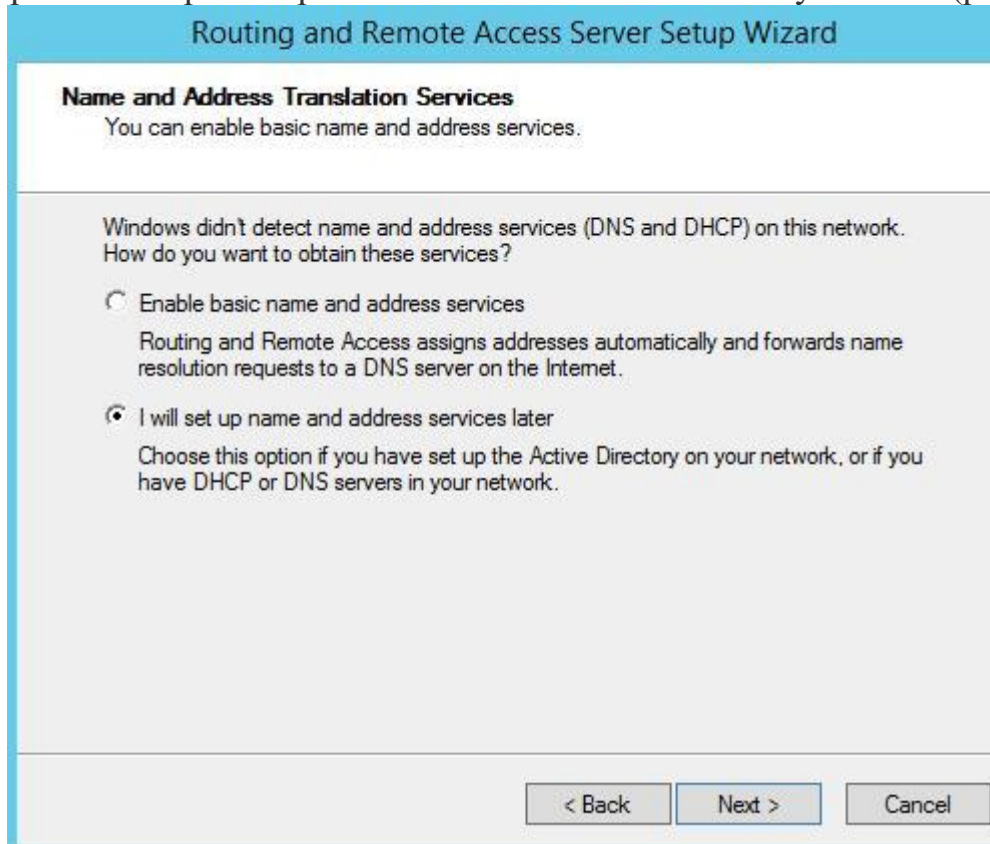 Routing and Remote Access Server Setup Wizard
Name and Address Translation Services
You can enable basic name and address services.
Windows didn't detect name and address services (DNS and DHCP) on this network.
How do you want to obtain these services?
Enable basic name and address services
Routing and Remote Access assigns addresses automatically and forwards name
resolution requests to a DNS server on the Internet.
I will set up name and address services later
Choose this option if you have set up the Active Directory on your network, or if you
have DHCP or DNS servers in your network.
< Back
Next >
Cancel